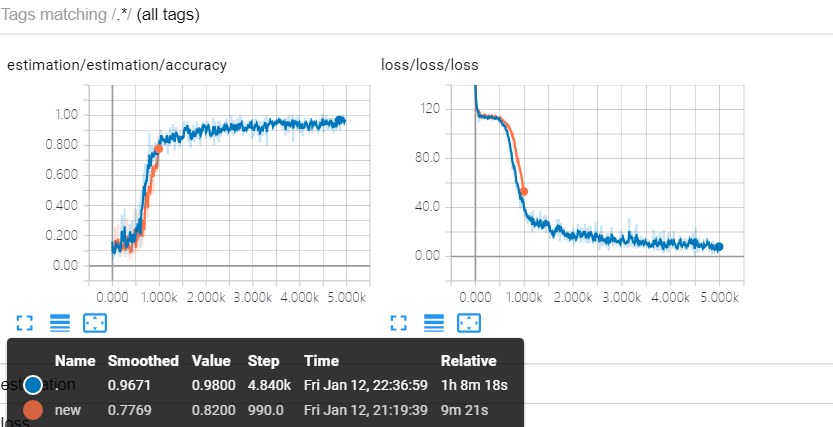 Tags matching /.*/ (all tags)
estimation/estimation/accuracy
1.00
0.800
0.600
0.400
0.200
0.00
0.000 1.000k 2.000k 3.000k 4.000k 5.000k
loss/loss/loss
120
80.0
40.0
0.00
0.000 1.000k 2.000k 3.000k 4.000k 5.000k
Name Smoothed Value Step Time Relative
. 0.9671 0.9800 4.840k Fri Jan 12, 22:36:59 1h 8m 18s
new 0.7769 0.8200 990.0 Fri Jan 12, 21:19:39 9m 21s
estimation
loss